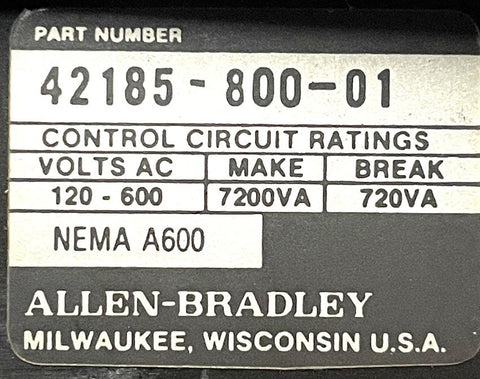 PART NUMBER
42185-800-01
CONTROL CIRCUIT RATINGS
VOLTS AC MAKE BREAK
120-600 7200VA 720VA
NEMA A600
ALLEN-BRADLEY
MILWAUKEE, WISCONSIN U.S.A.